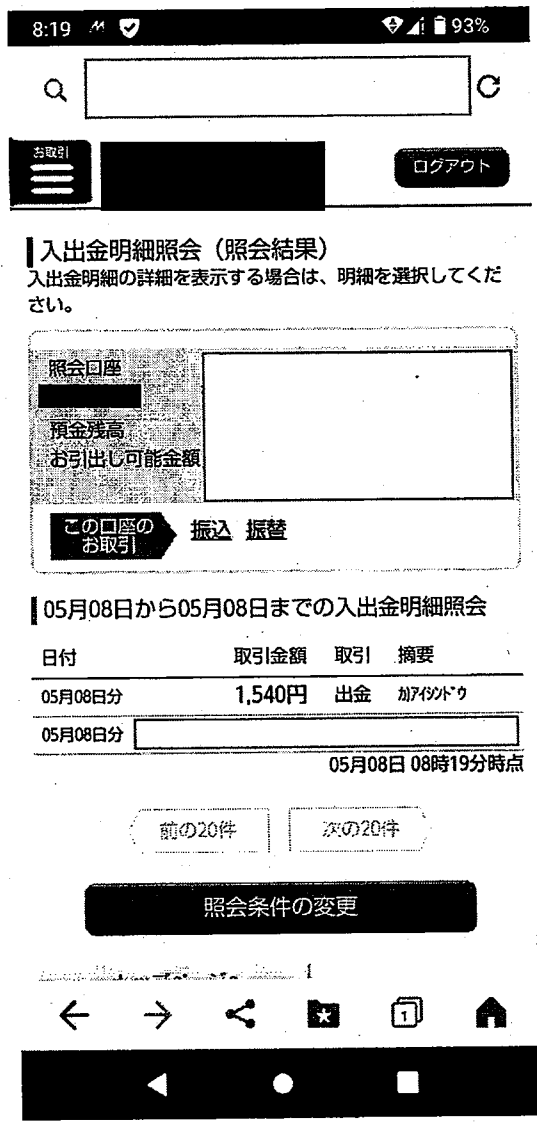 8:19 93%
お取引
ログアウト
入出金明細照会（照会結果）
入出金明細の詳細を表示する場合は、明細を選択してくだ
さい。
照会口座
預金残高
お引出し可能金額
この口座の
お取引 振込 振替
05月08日から05月08日までの入出金明細照会
日付 取引金額 取引 摘要
05月08日分 1,540円 出金 ｶ)ｱｲｼﾝﾄﾞｳ
05月08日分
05月08日 08時19分時点
前の20件 次の20件
照会条件の変更
1